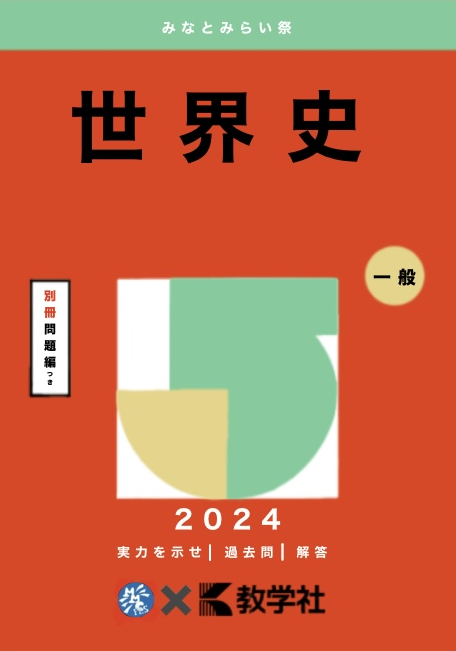 みなとみらい祭
世界史
一般
別冊問題編つき
2024
実力を示せ| 過去問| 解答
× 教学社